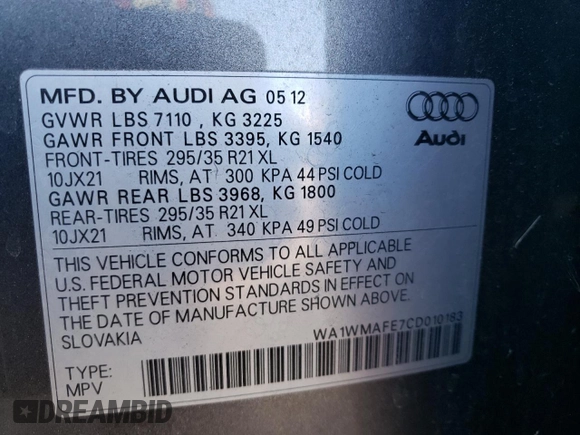 MFD. BY AUDI AG 05 12
GVWR LBS 7110 , KG 3225
GAWR FRONT LBS 3395, KG 1540
FRONT-TIRES 295/35 R21 XL
10JX21 RIMS, AT 300 KPA 44 PSI COLD
GAWR REAR LBS 3968, KG 1800
REAR-TIRES 295/35 R21 XL
10JX21 RIMS, AT 340 KPA 49 PSI COLD
Audi
THIS VEHICLE CONFORMS TO ALL APPLICABLE
U.S. FEDERAL MOTOR VEHICLE SAFETY AND
THEFT PREVENTION STANDARDS IN EFFECT ON
THE DATE OF MANUFACTURE SHOWN ABOVE.
SLOVAKIA
WA1WMAFE7CD010183
TYPE:
MPV
DREAMBID